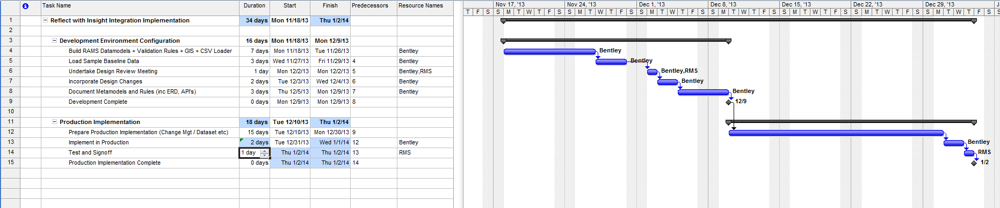 Task Name Duration Start Finish Predecessors Resource Names Nov 17, '13 Nov 24, '13 Dec 1, '13 Dec 8, '13 Dec 15, '13 Dec 22, '13 Dec 29, '13
T F S S M T W T F S S M T W T F S S M T W T F S S M T W T F S S M T W T F S S M T W T F S S M T W T F S S
1 Reflect with Insight Integration Implementation 34 days Mon 11/18/13 Thu 1/2/14
2
3 Development Environment Configuration 16 days Mon 11/18/13 Mon 12/9/13
4 Build RAMS Datamodels + Validation Rules + GIS + CSV Loader 7 days Mon 11/18/13 Tue 11/26/13 Bentley Bentley
5 Load Sample Baseline Data 3 days Wed 11/27/13 Fri 11/29/13 4 Bentley Bentley
6 Undertake Design Review Meeting 1 day Mon 12/2/13 Mon 12/2/13 5 Bentley,RMS Bentley,RMS
7 Incorporate Design Changes 2 days Tue 12/3/13 Wed 12/4/13 6 Bentley Bentley
8 Document Metamodels and Rules (inc ERD, API's) 3 days Thu 12/5/13 Mon 12/9/13 7 Bentley Bentley
9 Development Complete 0 days Mon 12/9/13 Mon 12/9/13 8 12/9
10
11 Production Implementation 18 days Tue 12/10/13 Thu 1/2/14
12 Prepare Production Implementation (Change Mgt / Dataset etc) 15 days Tue 12/10/13 Mon 12/30/13 9
13 Implement in Production 2 days Tue 12/31/13 Wed 1/1/14 12 Bentley Bentley
14 Test and Signoff 1 day Thu 1/2/14 Thu 1/2/14 13 RMS RMS
15 Production Implementation Complete 0 days Thu 1/2/14 Thu 1/2/14 14 1/2